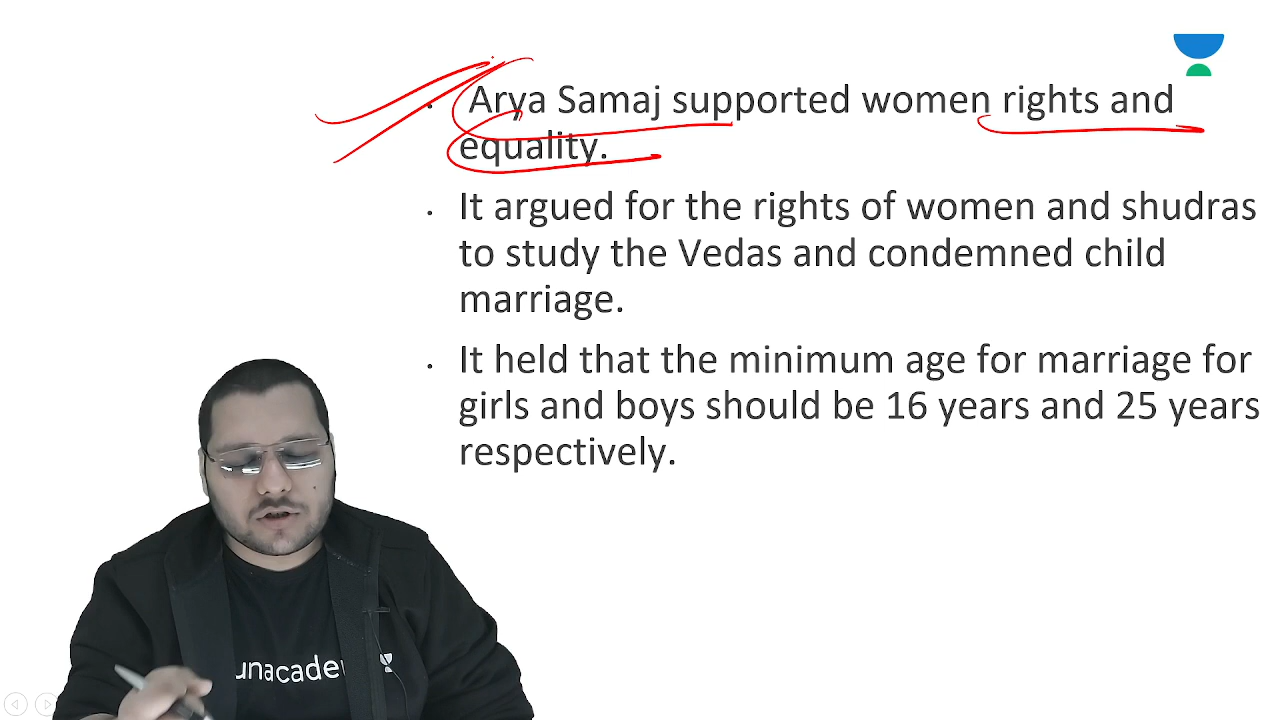 Arya Samaj supported women rights and
equality.
It argued for the rights of women and shudras
to study the Vedas and condemned child
marriage.
It held that the minimum age for marriage for
girls and boys should be 16 years and 25 years
respectively.
unacade